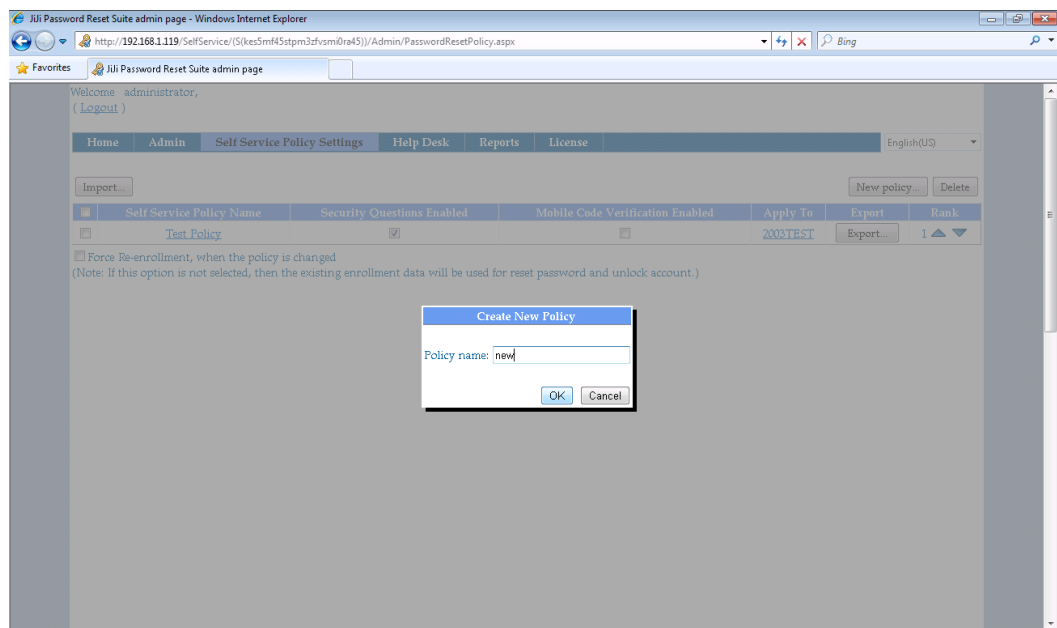 JiJi Password Reset Suite admin page - Windows Internet Explorer
http://192.168.1.119/SelfService/(S(kes5mf45stpm3zfvsmi0ra45))/Admin/PasswordResetPolicy.aspx
Bing
Favorites
JiJi Password Reset Suite admin page
Welcome administrator,
( Logout )
Home Admin Self Service Policy Settings Help Desk Reports License English(US)
Import... New policy... Delete
Self Service Policy Name Security Questions Enabled Mobile Code Verification Enabled Apply To Export Rank
Test Policy 2003TEST Export... 1
Force Re-enrollment, when the policy is changed
(Note: If this option is not selected, then the existing enrollment data will be used for reset password and unlock account.)
Create New Policy
Policy name: new
OK Cancel